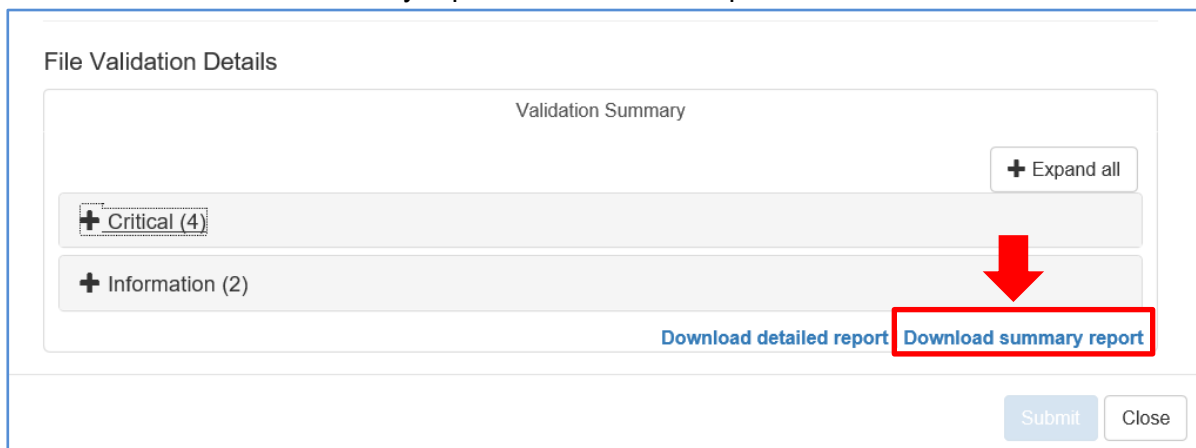 File Validation Details
Validation Summary
Expand all
Critical (4)
Information (2)
Download detailed report Download summary report
Submit Close